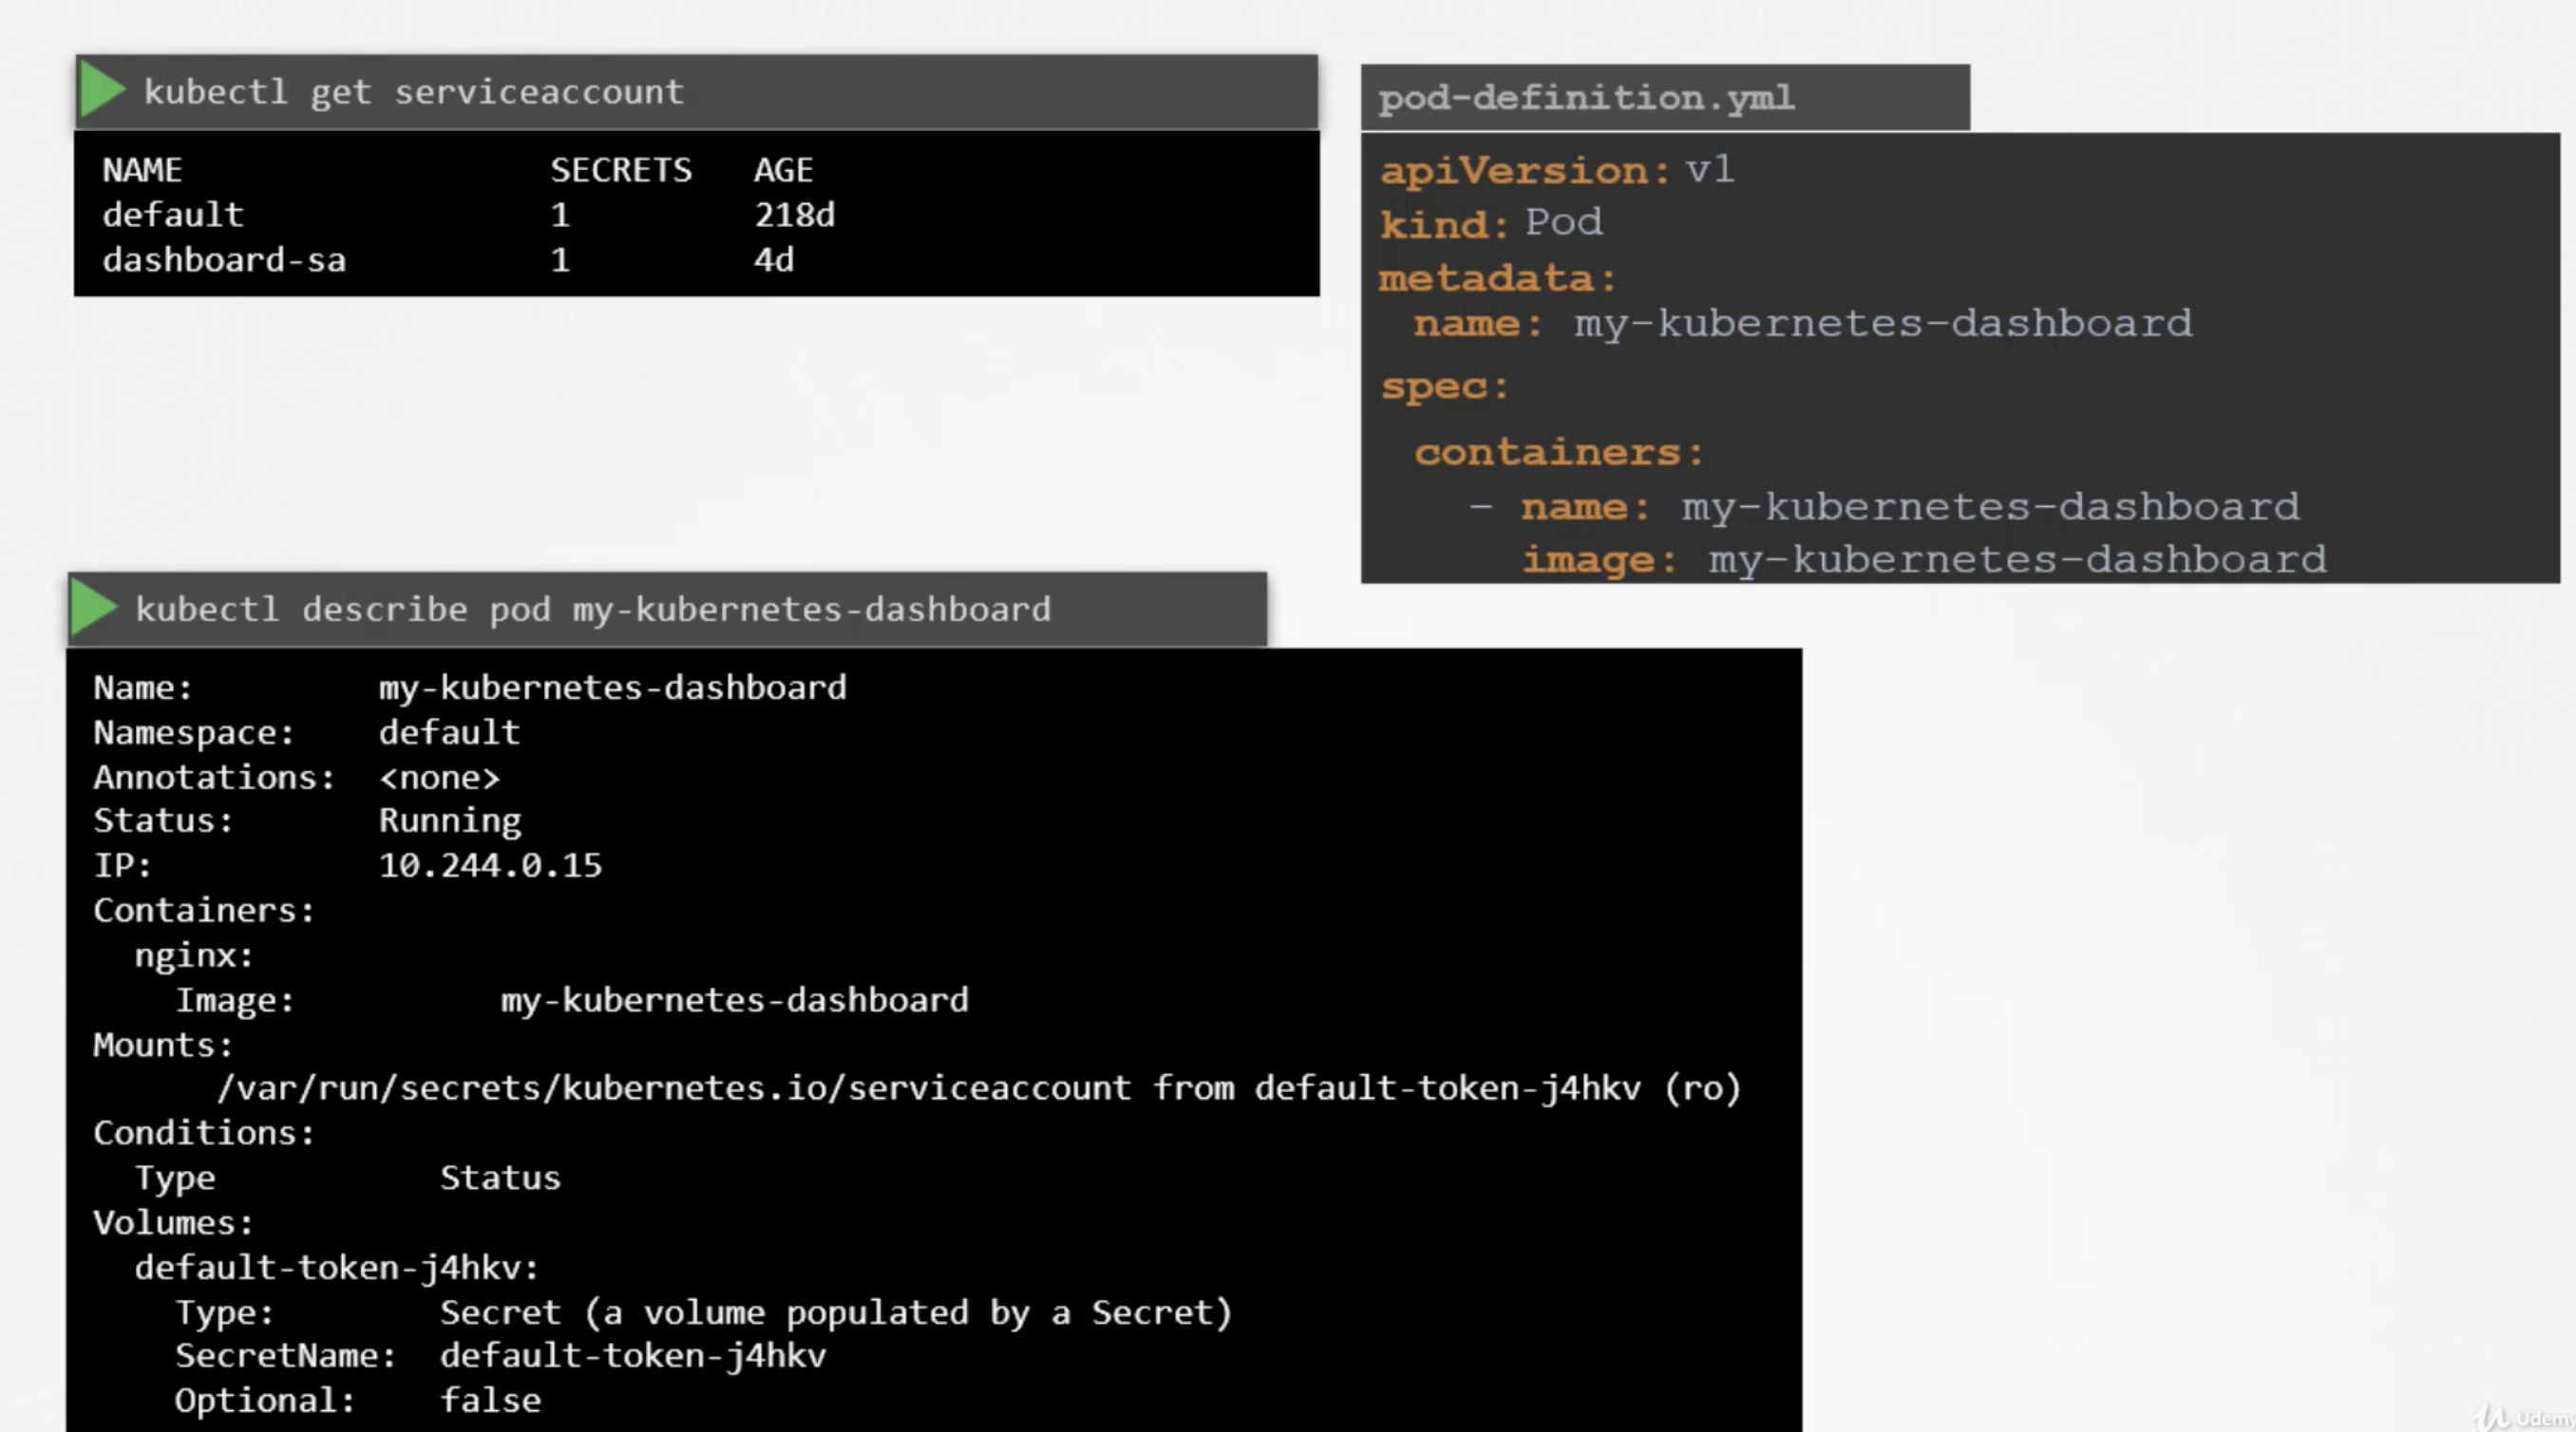 kubectl get serviceaccount
NAME SECRETS AGE
default 1 218d
dashboard-sa 1 4d
pod-definition.yml
apiVersion: v1
kind: Pod
metadata:
name: my-kubernetes-dashboard
spec:
containers:
- name: my-kubernetes-dashboard
image: my-kubernetes-dashboard
kubectl describe pod my-kubernetes-dashboard
Name: my-kubernetes-dashboard
Namespace: default
Annotations: <none>
Status: Running
IP: 10.244.0.15
Containers:
nginx:
Image: my-kubernetes-dashboard
Mounts:
/var/run/secrets/kubernetes.io/serviceaccount from default-token-j4hkv (ro)
Conditions:
Type Status
Volumes:
default-token-j4hkv:
Type: Secret (a volume populated by a Secret)
SecretName: default-token-j4hkv
Optional: false
Udemy